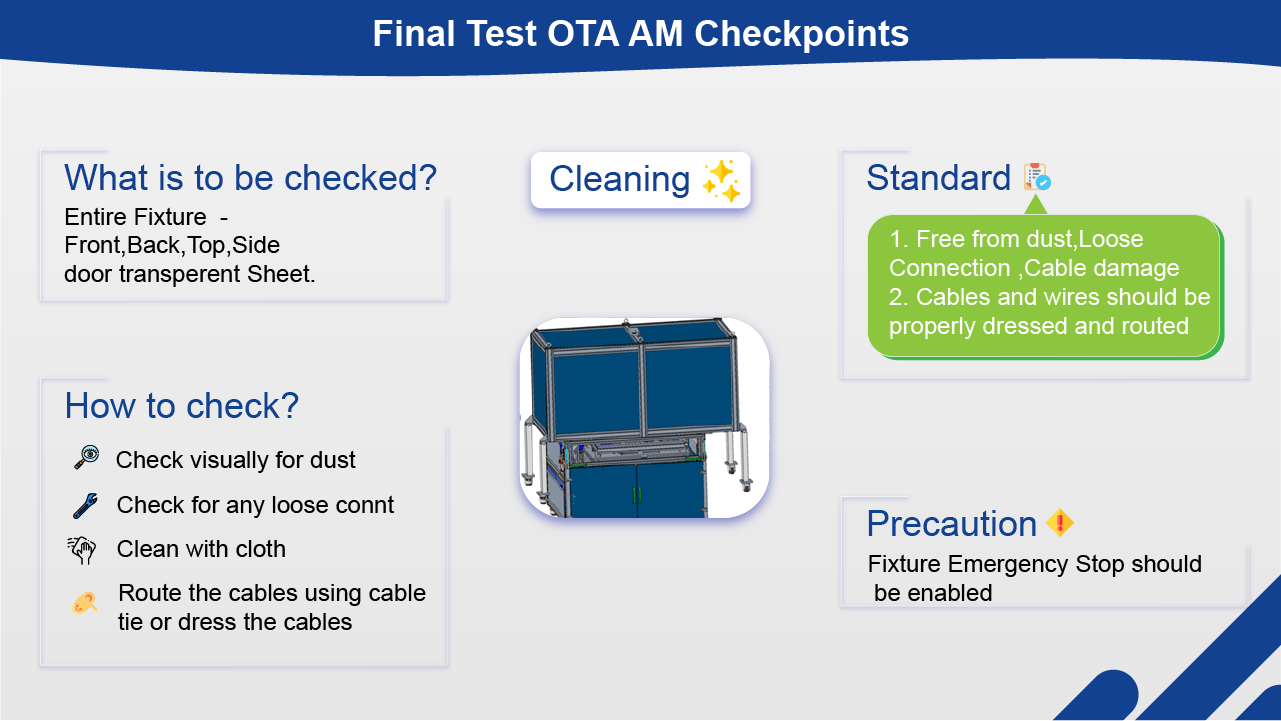 Final Test OTA AM Checkpoints
What is to be checked?
Entire Fixture -
Front,Back,Top,Side
door transperent Sheet.
How to check?
Check visually for dust
Check for any loose connt
Clean with cloth
Route the cables using cable
tie or dress the cables
Cleaning
Standard
1. Free from dust,Loose
Connection ,Cable damage
2. Cables and wires should be
properly dressed and routed
Precaution
Fixture Emergency Stop should
be enabled